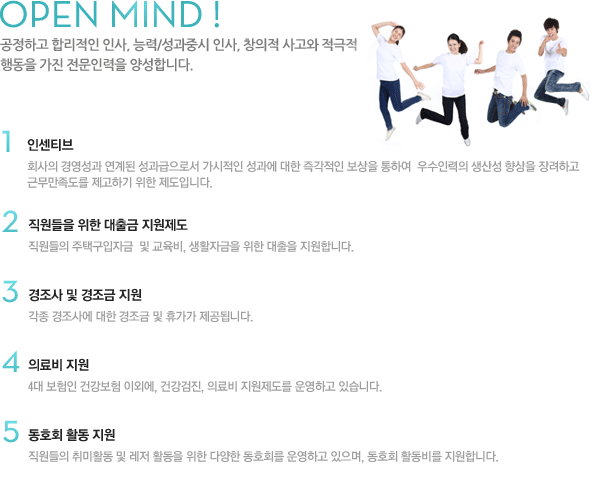 OPEN MIND !
공정하고 합리적인 인사, 능력/성과중시 인사, 창의적 사고와 적극적
행동을 가진 전문인력을 양성합니다.
1 인센티브
회사의 경영성과 연계된 성과급으로서 가시적인 성과에 대한 즉각적인 보상을 통하여 우수인력의 생산성 향상을 장려하고
근무만족도를 제고하기 위한 제도입니다.
2 직원들을 위한 대출금 지원제도
직원들의 주택구입자금 및 교육비, 생활자금을 위한 대출을 지원합니다.
3 경조사 및 경조금 지원
각종 경조사에 대한 경조금 및 휴가가 제공됩니다.
4 의료비 지원
4대 보험인 건강보험 이외에, 건강검진, 의료비 지원제도를 운영하고 있습니다.
5 동호회 활동 지원
직원들의 취미활동 및 레저 활동을 위한 다양한 동호회를 운영하고 있으며, 동호회 활동비를 지원합니다.